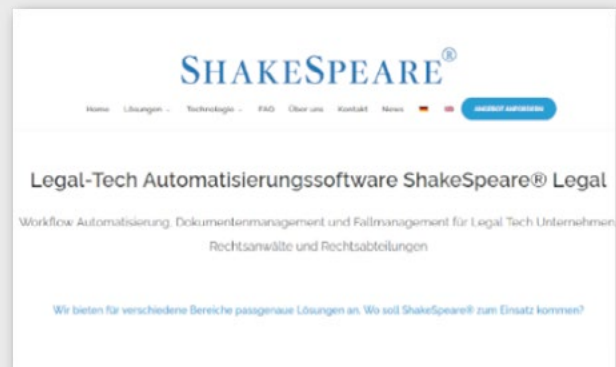 SHAKESPEARE®
Home Lösungen Technologie FAQ Über uns Kontakt News ANGEBOT ANFORDERN
Legal-Tech Automatisierungssoftware ShakeSpeare® Legal
Workflow Automatisierung, Dokumentenmanagement und Fallmanagement für Legal Tech Unternehmen,
Rechtsanwälte und Rechtsabteilungen
Wir bieten für verschiedene Bereiche passgenaue Lösungen an. Wo soll ShakeSpeare® zum Einsatz kommen?